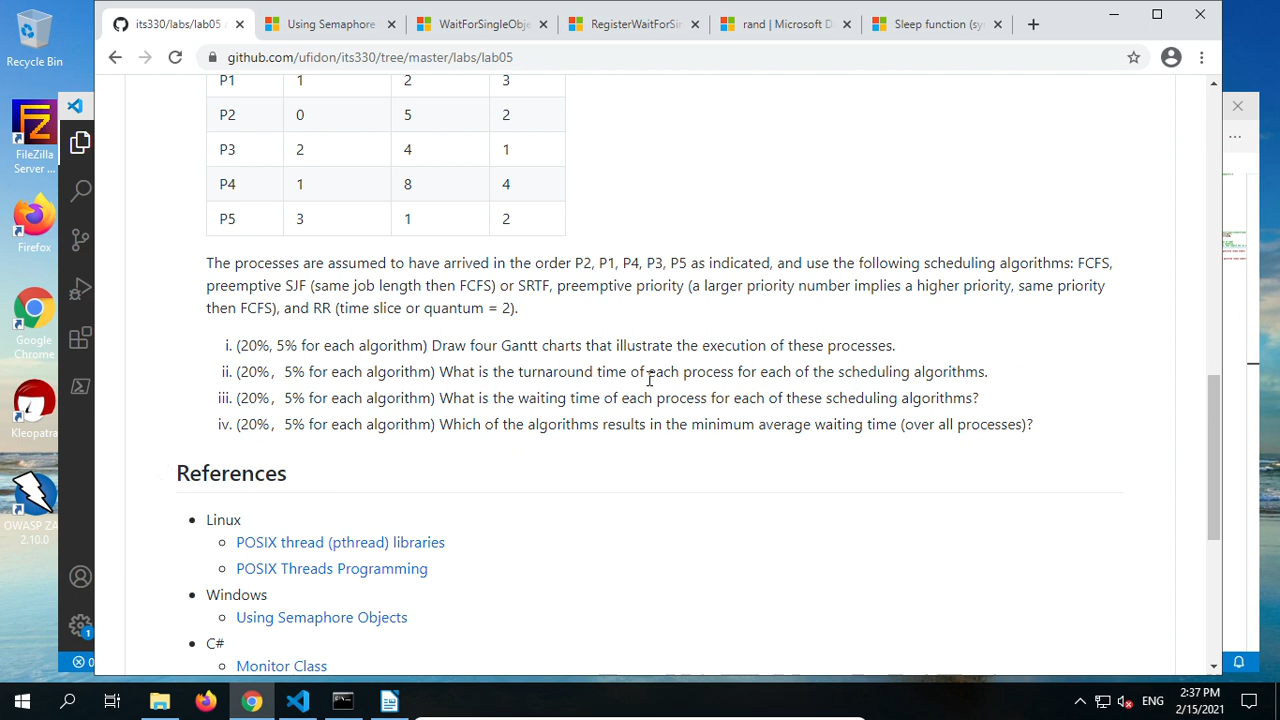 Recycle Bin
FileZilla
Server ...
Firefox
Google
Chrome
Kleopatra
OWASP ZA
2.10.0
its330/labs/lab05
Using Semaphore
WaitForSingleObje
RegisterWaitForSin
rand | Microsoft D
Sleep function (sy
github.com/ufidon/its330/tree/master/labs/lab05
P1 1 2 3
P2 0 5 2
P3 2 4 1
P4 1 8 4
P5 3 1 2
The processes are assumed to have arrived in the order P2, P1, P4, P3, P5 as indicated, and use the following scheduling algorithms: FCFS,
preemptive SJF (same job length then FCFS) or SRTF, preemptive priority (a larger priority number implies a higher priority, same priority
then FCFS), and RR (time slice or quantum = 2).
i. (20%, 5% for each algorithm) Draw four Gantt charts that illustrate the execution of these processes.
ii. (20%, 5% for each algorithm) What is the turnaround time of each process for each of the scheduling algorithms.
iii. (20%, 5% for each algorithm) What is the waiting time of each process for each of these scheduling algorithms?
iv. (20%, 5% for each algorithm) Which of the algorithms results in the minimum average waiting time (over all processes)?
References
• Linux
◦ POSIX thread (pthread) libraries
◦ POSIX Threads Programming
• Windows
◦ Using Semaphore Objects
• C#
◦ Monitor Class
1
0
ENG
2:37 PM
2/15/2021